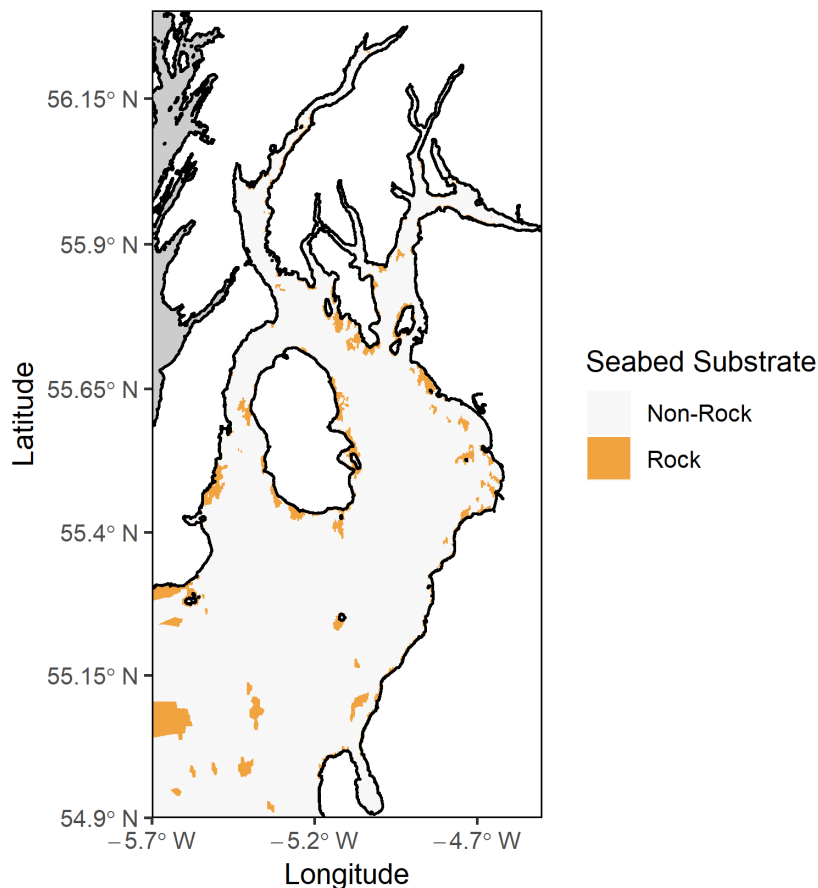 56.15° N
55.9° N
55.65° N
55.4° N
55.15° N
54.9° N
Latitude
−5.7° W
−5.2° W
−4.7° W
Longitude
Seabed Substrate
Non-Rock
Rock